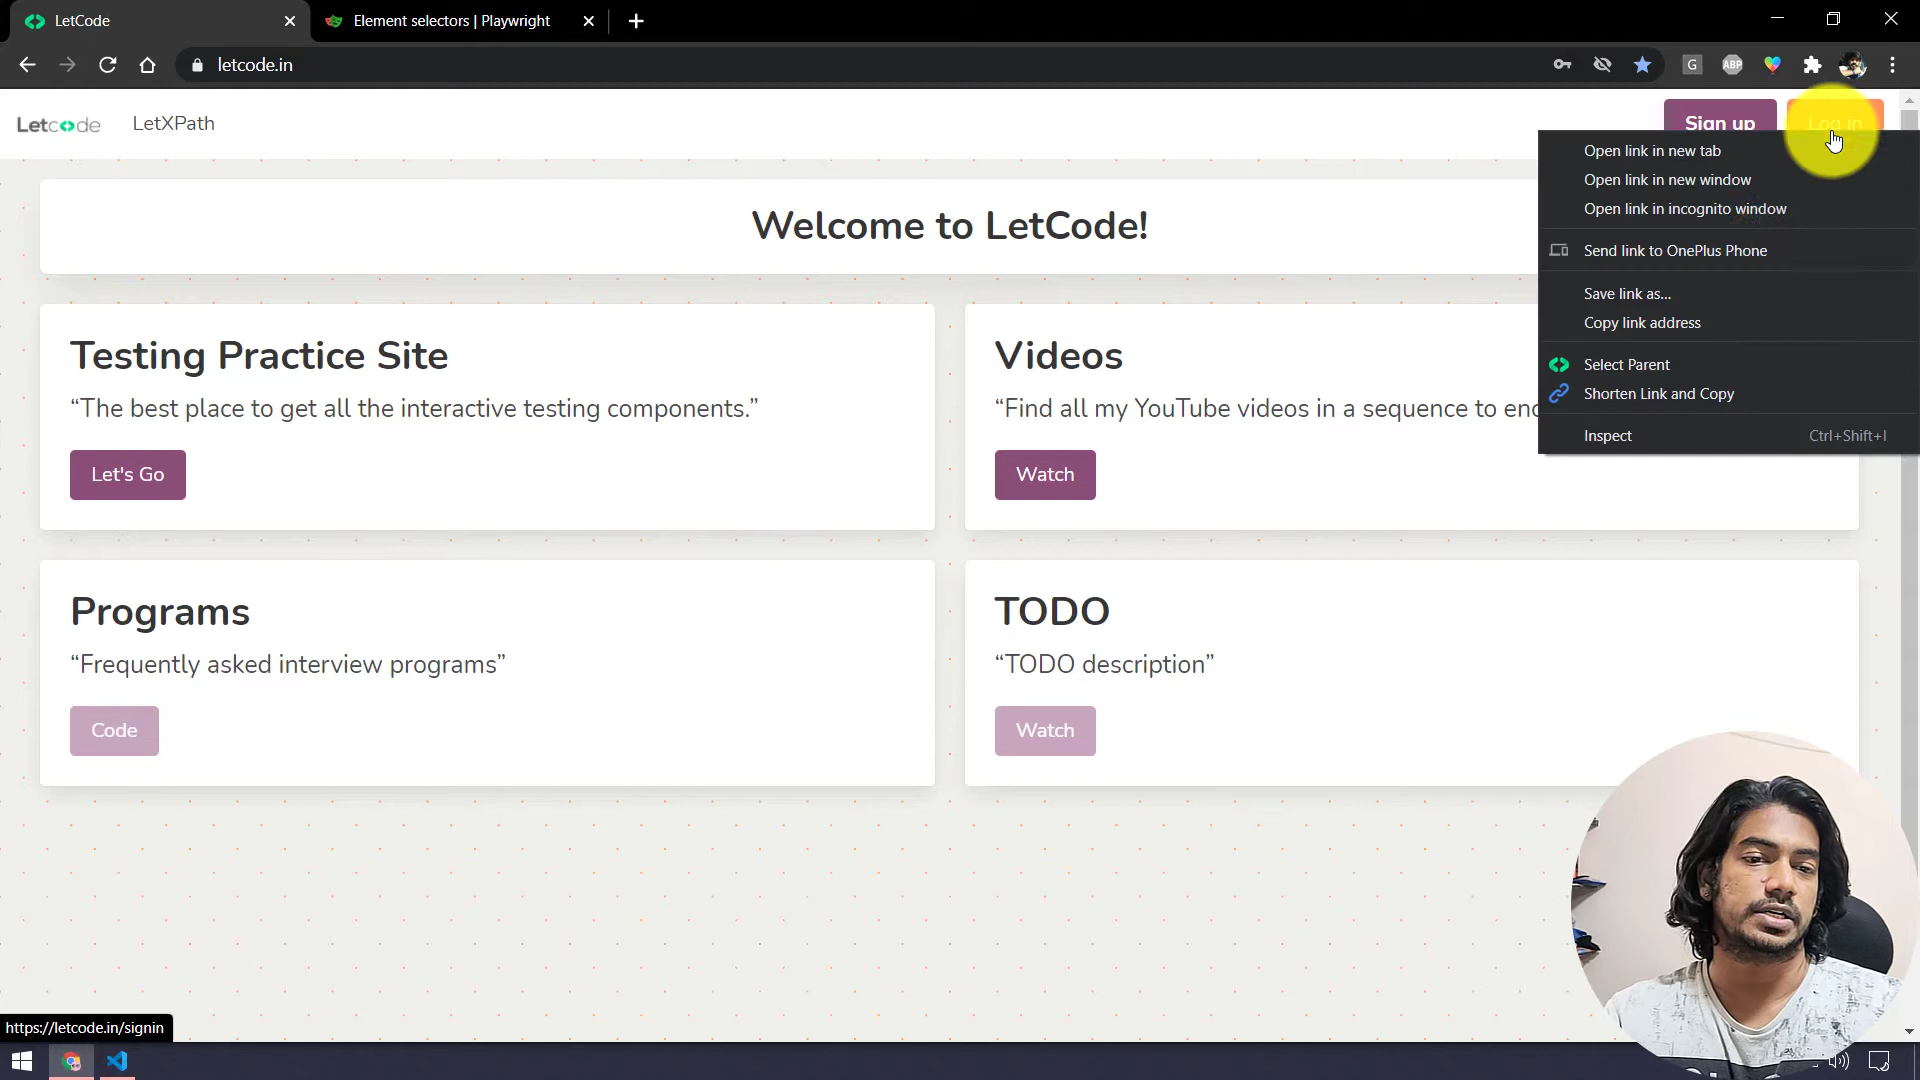 LetCode
Element selectors | Playwright
letcode.in
G
ABP
Letcode
LetXPath
Sign up
Log in
Open link in new tab
Open link in new window
Open link in incognito window
Send link to OnePlus Phone
Save link as...
Copy link address
Select Parent
Shorten Link and Copy
Inspect
Ctrl+Shift+I
Welcome to LetCode!
Testing Practice Site
“The best place to get all the interactive testing components.”
Let's Go
Videos
“Find all my YouTube videos in a sequence to
Watch
Programs
“Frequently asked interview programs”
Code
TODO
“TODO description”
Watch
https://letcode.in/signin